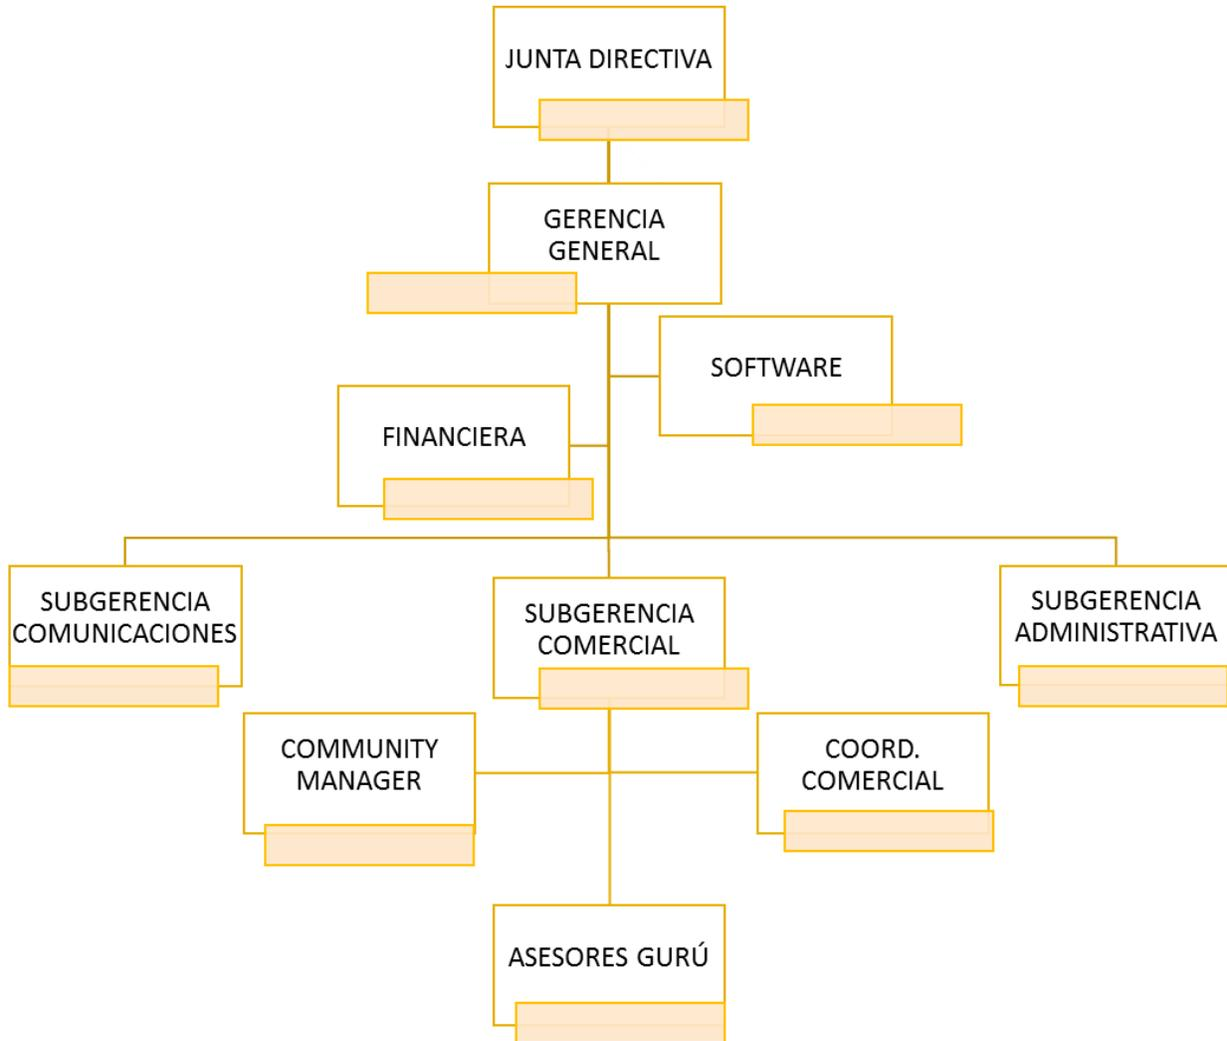 JUNTA DIRECTIVA
GERENCIA
GENERAL
SOFTWARE
FINANCIERA
SUBGERENCIA
COMUNICACIONES
SUBGERENCIA
COMERCIAL
SUBGERENCIA
ADMINISTRATIVA
COMMUNITY
MANAGER
COORD.
COMERCIAL
ASESORES GURÚ